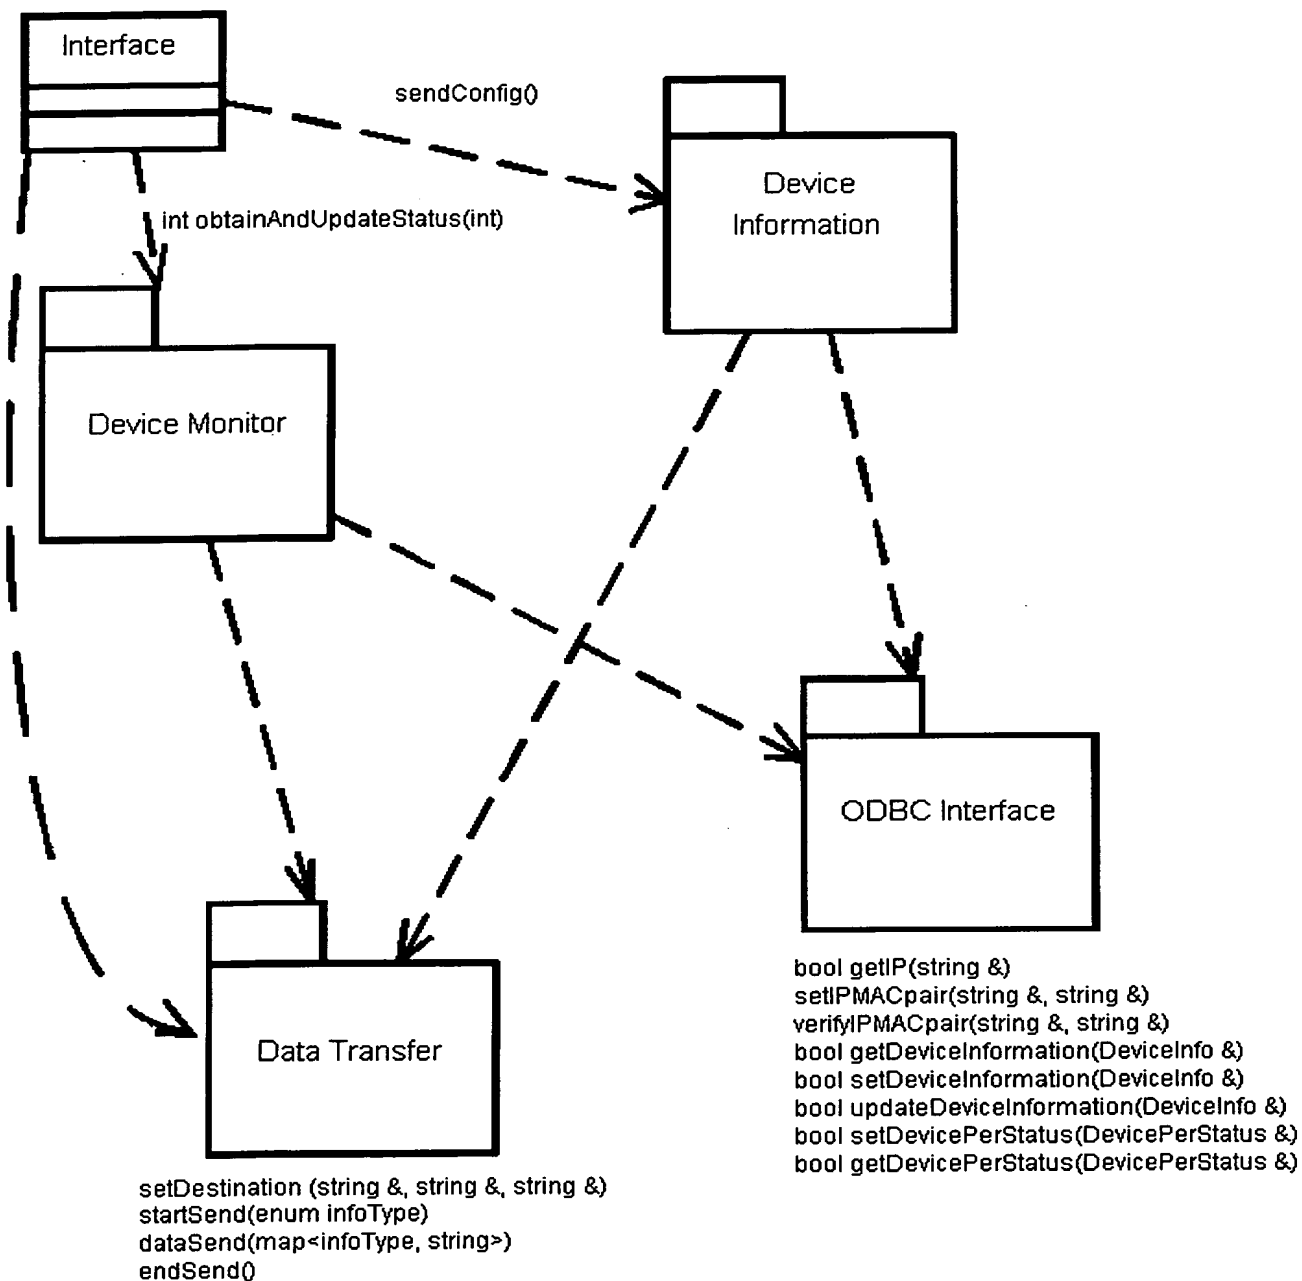 Interface
sendConfig()
Device
Information
int obtainAndUpdateStatus(int)
Device Monitor
ODBC Interface
bool getIP(string &)
setIPMACpair(string &, string &)
verifyIPMACpair(string &, string &)
bool getDeviceInformation(DeviceInfo &)
bool setDeviceInformation(DeviceInfo &)
bool updateDeviceInformation(DeviceInfo &)
bool setDevicePerStatus(DevicePerStatus &)
bool getDevicePerStatus(DevicePerStatus &)
Data Transfer
setDestination (string &, string &, string &)
startSend(enum infoType)
dataSend(map<infoType, string>)
endSend()